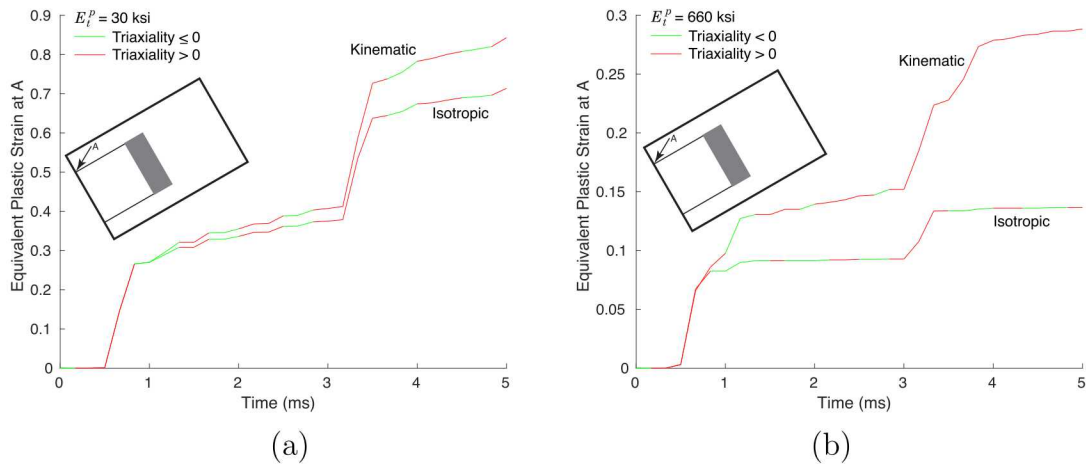 E_t^p = 30 ksi
Triaxiality ≤ 0
Triaxiality > 0
Kinematic
Isotropic
A
Equivalent Plastic Strain at A
0.9
0.8
0.7
0.6
0.5
0.4
0.3
0.2
0.1
0
0 1 2 3 4 5
Time (ms)
(a)
E_t^p = 660 ksi
Triaxiality < 0
Triaxiality > 0
Kinematic
Isotropic
A
Equivalent Plastic Strain at A
0.3
0.25
0.2
0.15
0.1
0.05
0
0 1 2 3 4 5
Time (ms)
(b)